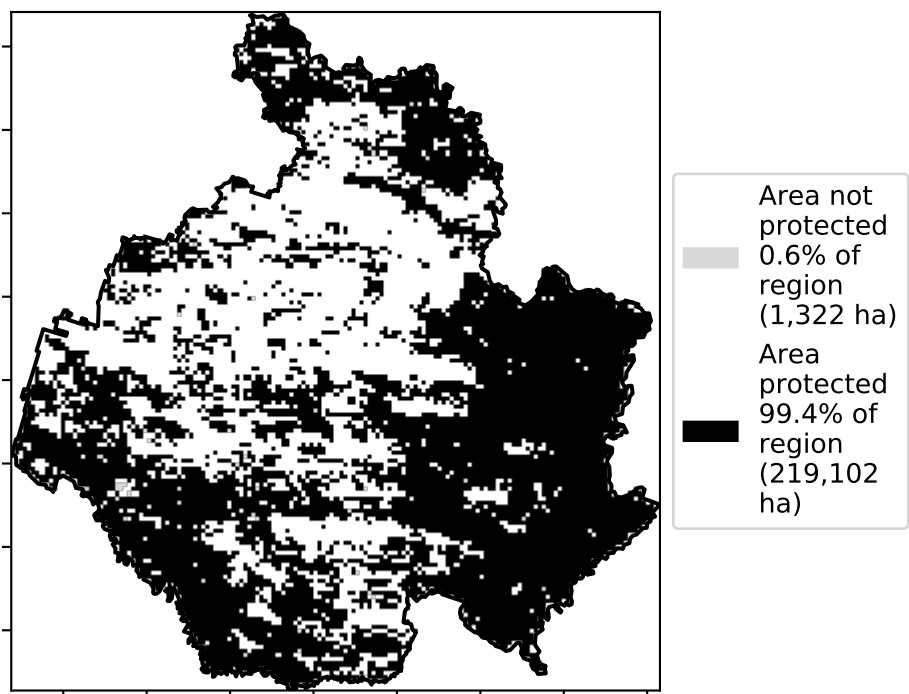 Area not
protected
0.6% of
region
(1,322 ha)
Area
protected
99.4% of
region
(219,102
ha)